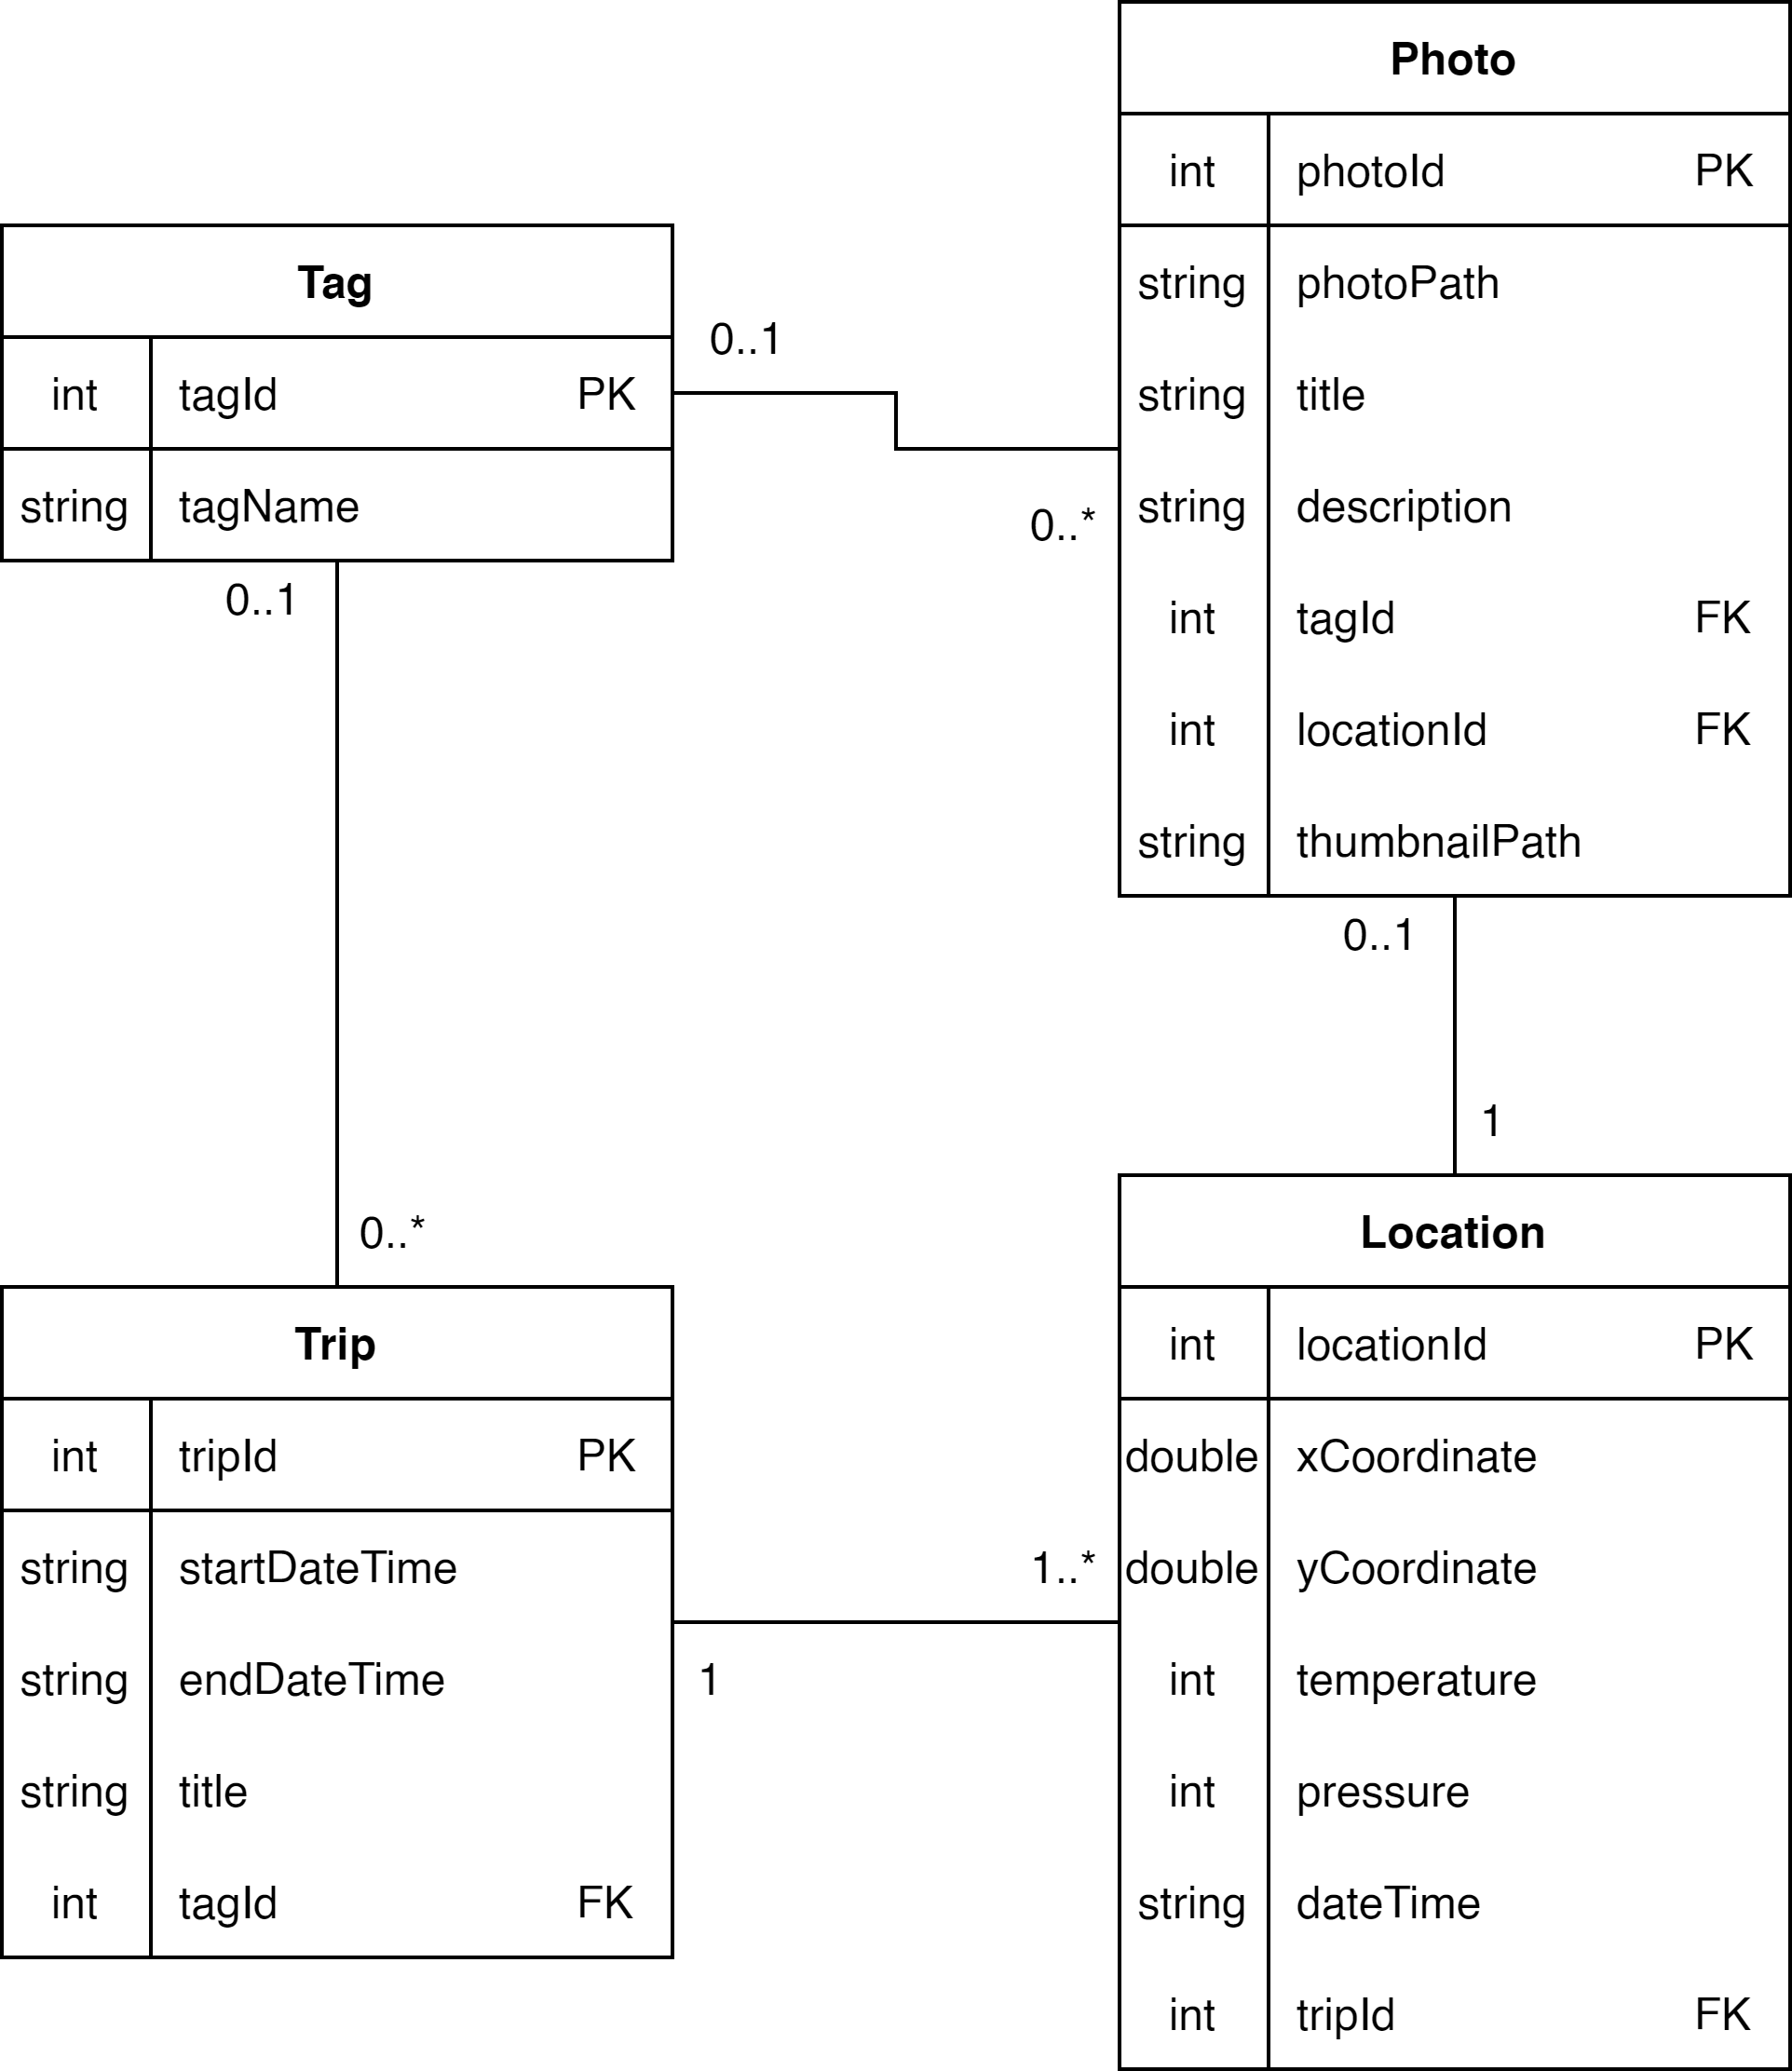 Photo
int photoId PK
string photoPath
string title
string description
int tagId FK
int locationId FK
string thumbnailPath
Tag
int tagId PK
string tagName
0..1
0..*
0..1
0..*
0..1
1
Trip
int tripId PK
string startDateTime
string endDateTime
string title
int tagId FK
1..*
1
Location
int locationId PK
double xCoordinate
double yCoordinate
int temperature
int pressure
string dateTime
int tripId FK